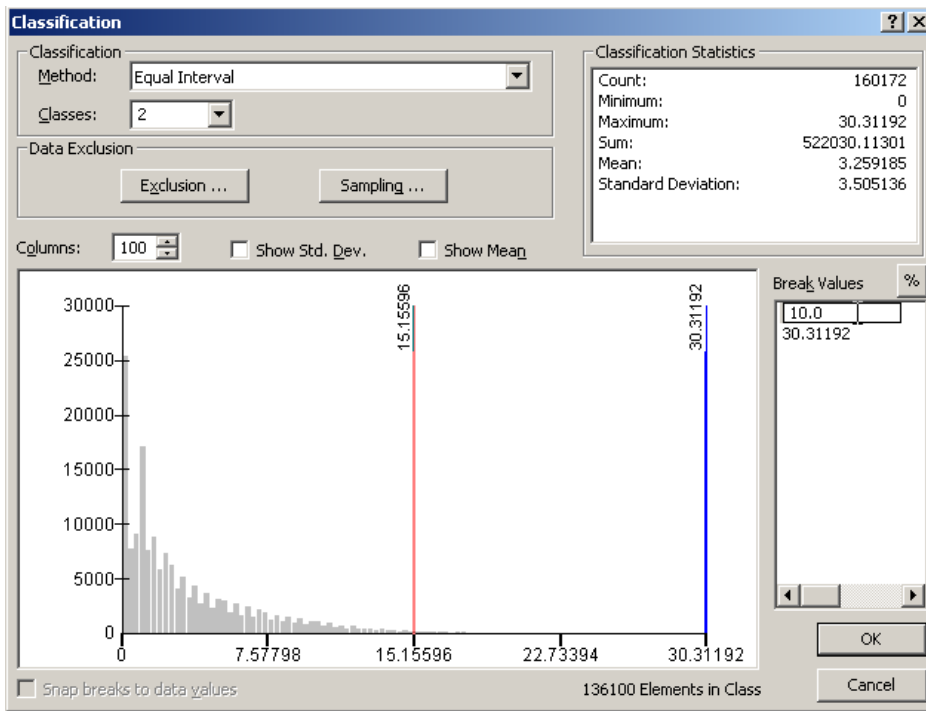 Classification
Classification
Method: Equal Interval
Classes: 2
Classification Statistics
Count: 160172
Minimum: 0
Maximum: 30.31192
Sum: 522030.11301
Mean: 3.259185
Standard Deviation: 3.505136
Data Exclusion
Exclusion ... Sampling ...
Columns: 100 Show Std. Dev. Show Mean
Break Values %
10.0
30.31192
15.15596
30.31192
30000
25000
20000
15000
10000
5000
0
0 7.57798 15.15596 22.73394 30.31192
OK
Snap breaks to data values 136100 Elements in Class Cancel